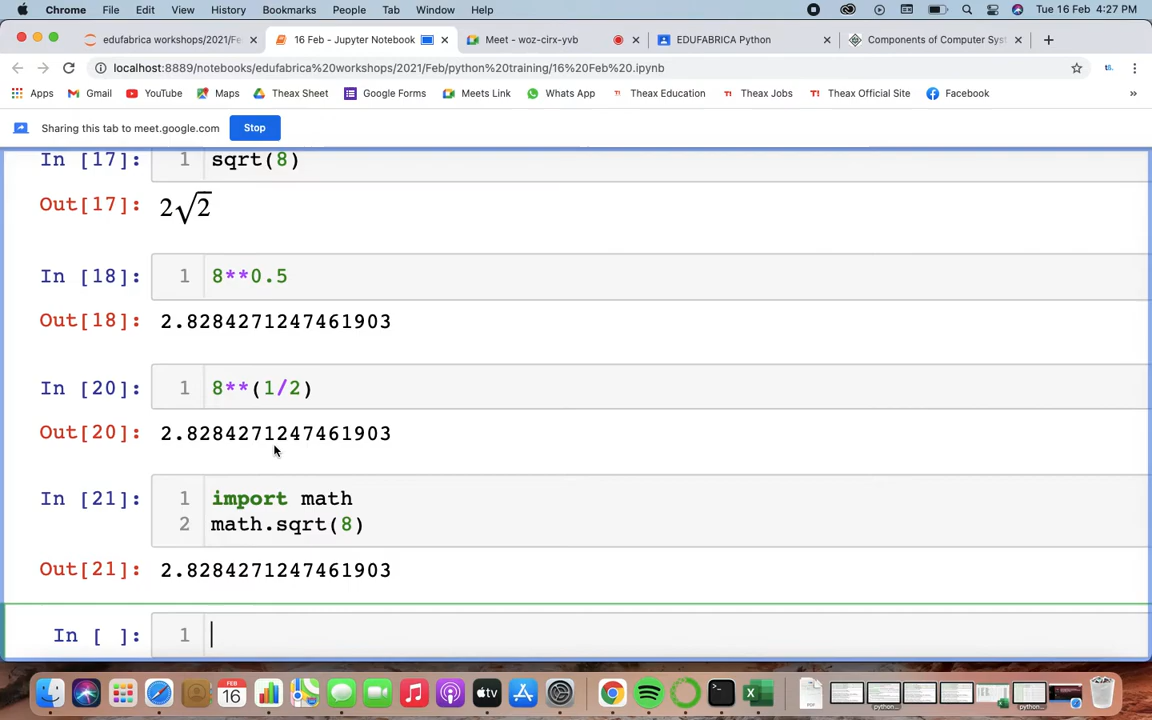 Chrome File Edit View History Bookmarks People Tab Window Help Tue 16 Feb 4:27 PM
edufabrica workshops/2021/Fe 16 Feb - Jupyter Notebook Meet - woz-cirx-yvb EDUFABRICA Python Components of Computer Sys
localhost:8889/notebooks/edufabrica%20workshops/2021/Feb/python%20training/16%20Feb%20.ipynb
Apps Gmail YouTube Maps Theax Sheet Google Forms Meets Link Whats App Theax Education Theax Jobs Theax Official Site Facebook »
Sharing this tab to meet.google.com Stop
In [17]: 1 sqrt(8)
Out[17]: 2√2
In [18]: 1 8**0.5
Out[18]: 2.8284271247461903
In [20]: 1 8**(1/2)
Out[20]: 2.8284271247461903
In [21]: 1 import math
2 math.sqrt(8)
Out[21]: 2.8284271247461903
In [ ]: 1